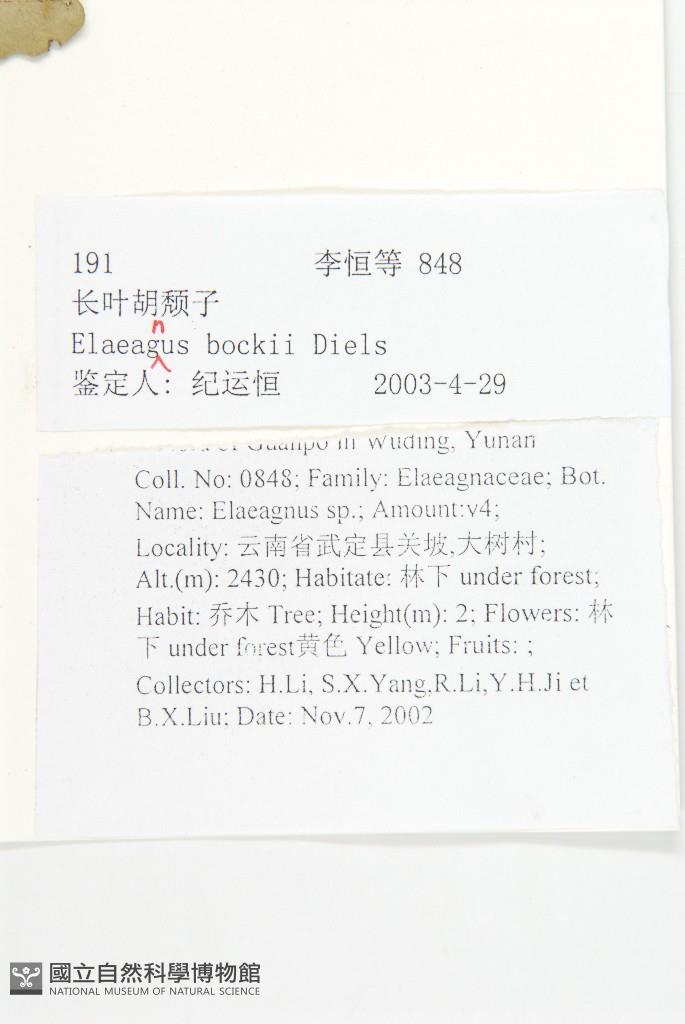 191 李恒等 848
长叶胡颓子
n
Elaeagus bockii Diels
鉴定人: 纪运恒 2003-4-29
Guanpo in Wuding, Yunan
Coll. No: 0848; Family: Elaeagnaceae; Bot.
Name: Elaeagnus sp.; Amount:v4;
Locality: 云南省武定县关坡,大树村;
Alt.(m): 2430; Habitate: 林下 under forest;
Habit: 乔木 Tree; Height(m): 2; Flowers: 林
下 under forest黄色 Yellow; Fruits: ;
Collectors: H.Li, S.X.Yang,R.Li,Y.H.Ji et
B.X.Liu; Date: Nov.7, 2002
國立自然科學博物館
NATIONAL MUSEUM OF NATURAL SCIENCE